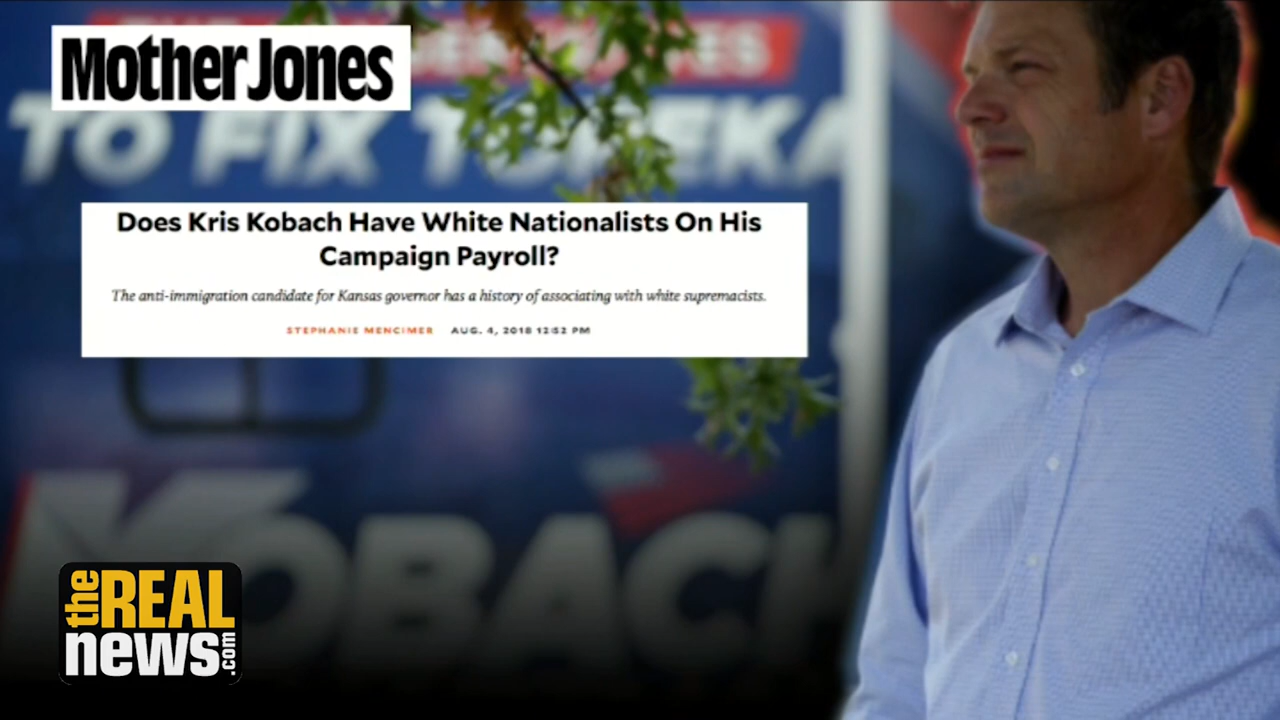 Mother Jones
TO FIX TOPEKA
Does Kris Kobach Have White Nationalists On His
Campaign Payroll?
The anti-immigration candidate for Kansas governor has a history of associating with white supremacists.
STEPHANIE MENCIMER AUG. 4, 2018 12:52 PM
KOBACH
the REAL
news.com